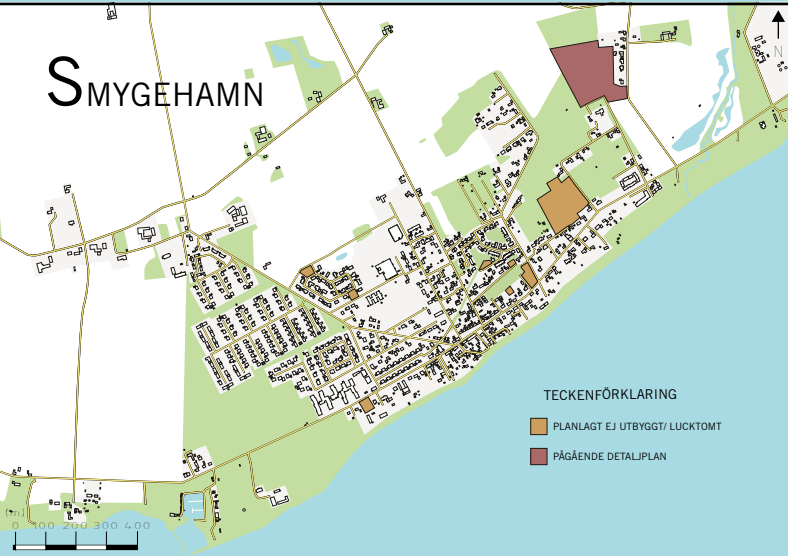 SMYGEHAMN
N
TECKENFÖRKLARING
PLANLAGT EJ UTBYGGT/ LUCKTOMT
PÅGÅENDE DETALJPLAN
(m)
0 100 200 300 400